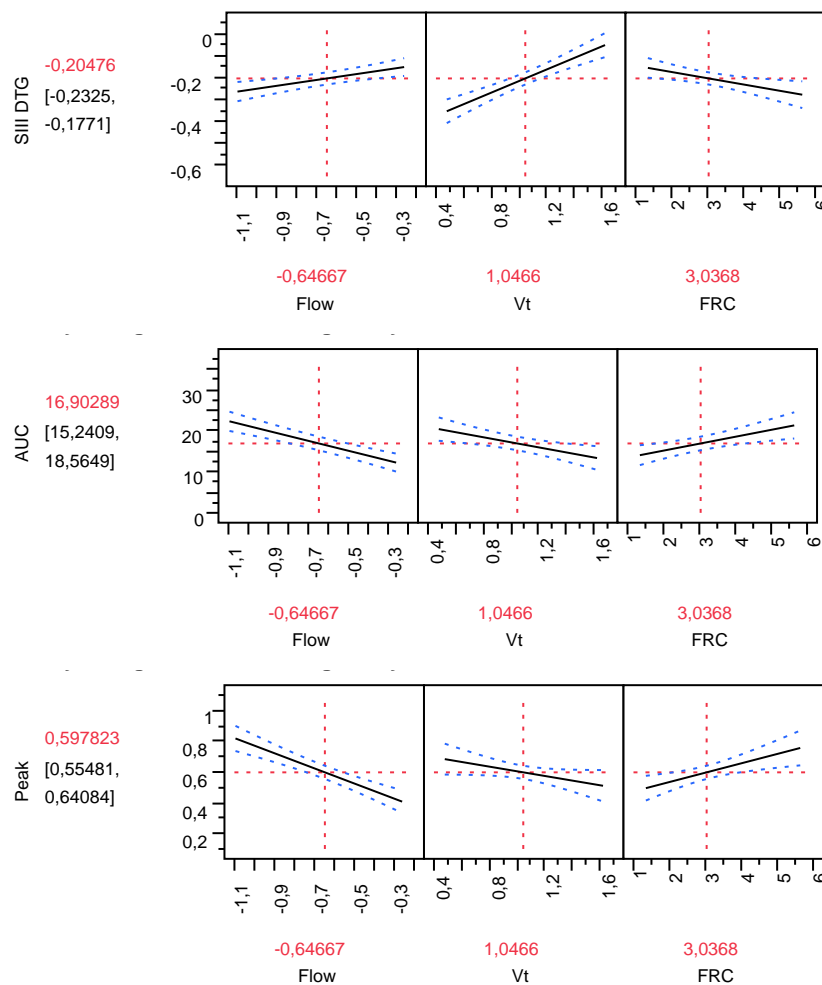 SIII DTG
-0,20476
[-0,2325,
-0,1771]
0
-0,2
-0,4
-0,6
-1,1 -0,9 -0,7 -0,5 -0,3 0,4 0,8 1,2 1,6 1 2 3 4 5 6
-0,64667 1,0466 3,0368
Flow Vt FRC
AUC
16,90289
[15,2409,
18,5649]
30
20
10
0
-1,1 -0,9 -0,7 -0,5 -0,3 0,4 0,8 1,2 1,6 1 2 3 4 5 6
-0,64667 1,0466 3,0368
Flow Vt FRC
Peak
0,597823
[0,55481,
0,64084]
1
0,8
0,6
0,4
0,2
-1,1 -0,9 -0,7 -0,5 -0,3 0,4 0,8 1,2 1,6 1 2 3 4 5 6
-0,64667 1,0466 3,0368
Flow Vt FRC